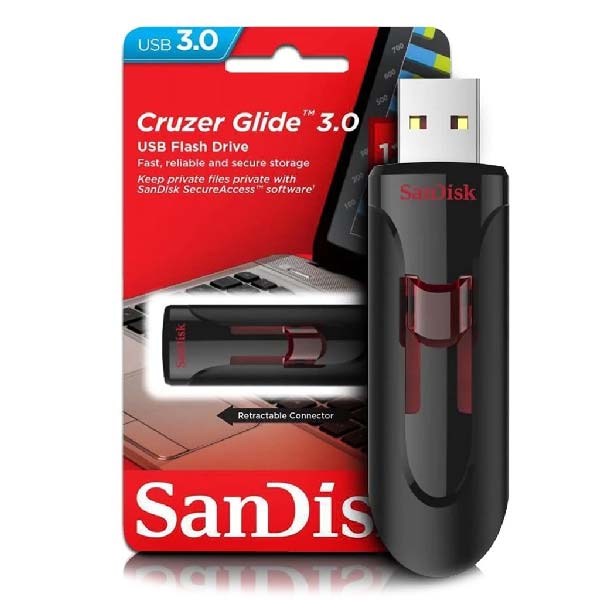 USB 3.0
Cruzer Glide™ 3.0
USB Flash Drive
Fast, reliable and secure storage
Keep private files private with
SanDisk SecureAccess™ software¹
SanDisk
Retractable Connector
SanDisk
SanDisk